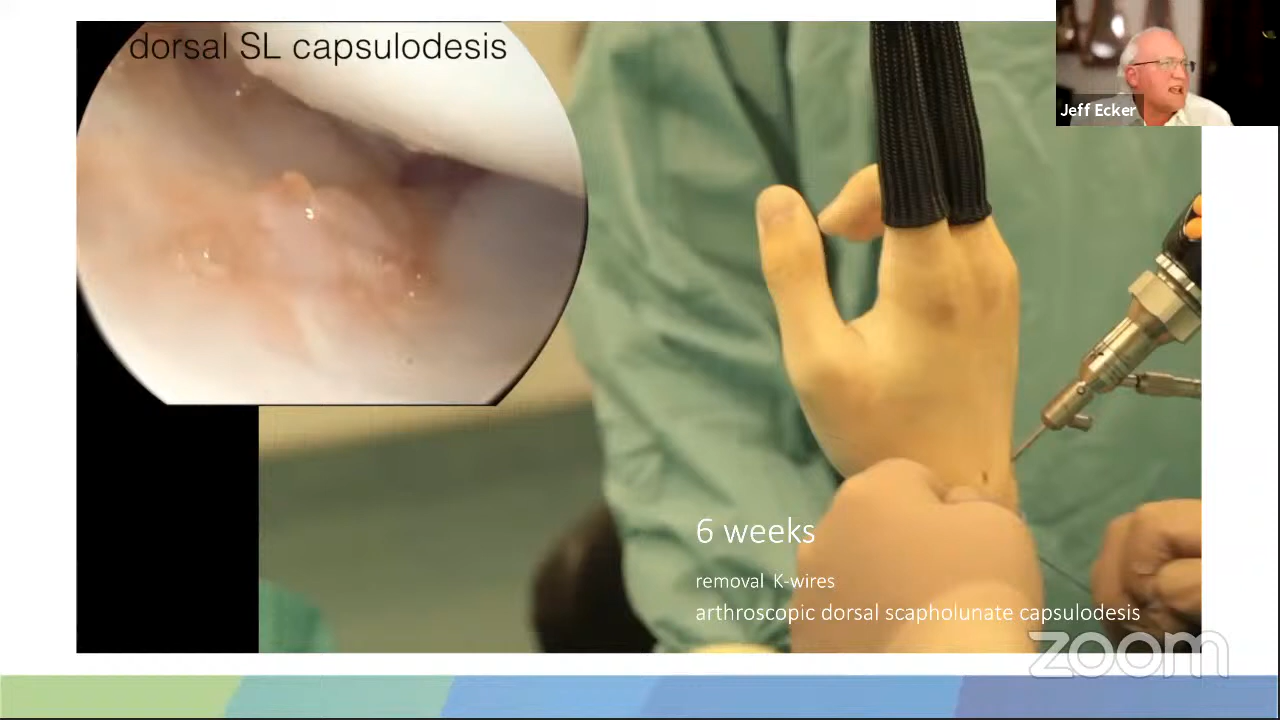 dorsal SL capsulodesis
Jeff Ecker
6 weeks
removal K-wires
arthroscopic dorsal scapholunate capsulodesis
zoom